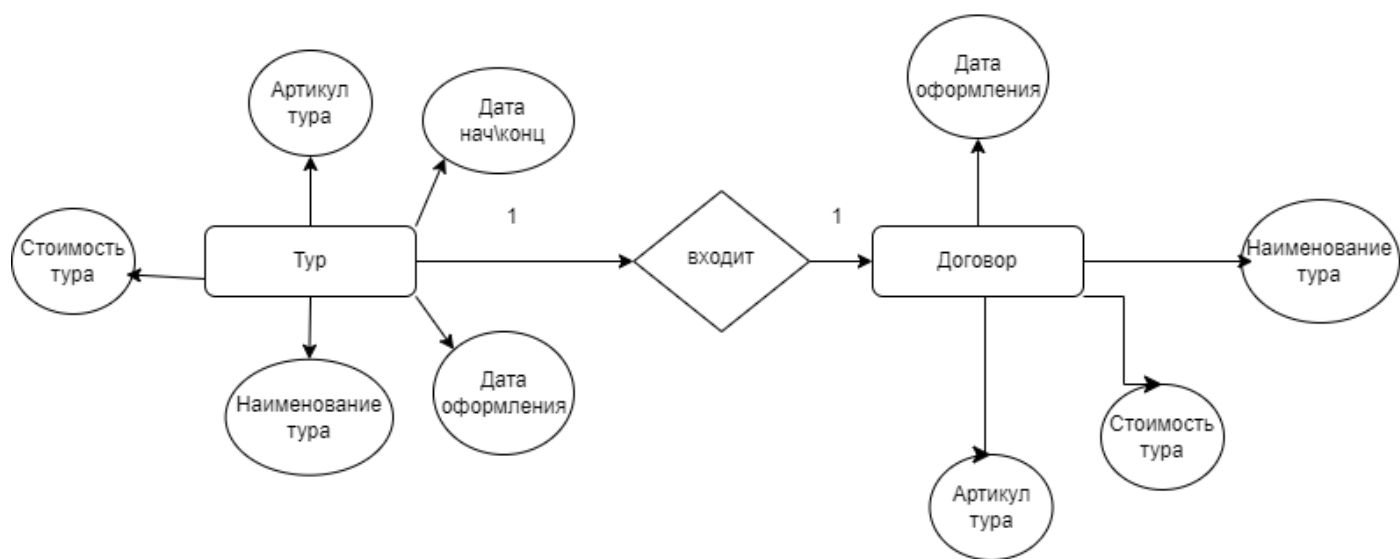 Артикул
тура
Дата
нач\конц
Дата
оформления
Стоимость
тура
Тур
1
входит
1
Договор
Наименование
тура
Наименование
тура
Дата
оформления
Стоимость
тура
Артикул
тура